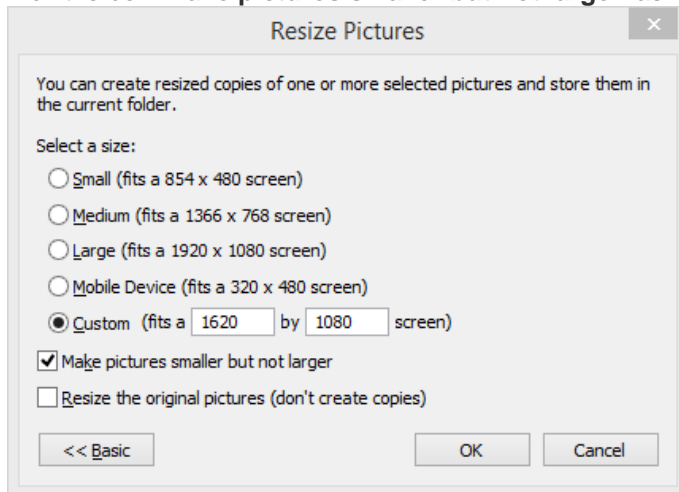 Resize Pictures
You can create resized copies of one or more selected pictures and store them in
the current folder.
Select a size:
Small (fits a 854 x 480 screen)
Medium (fits a 1366 x 768 screen)
Large (fits a 1920 x 1080 screen)
Mobile Device (fits a 320 x 480 screen)
Custom (fits a 1620 by 1080 screen)
Make pictures smaller but not larger
Resize the original pictures (don't create copies)
<< Basic OK Cancel